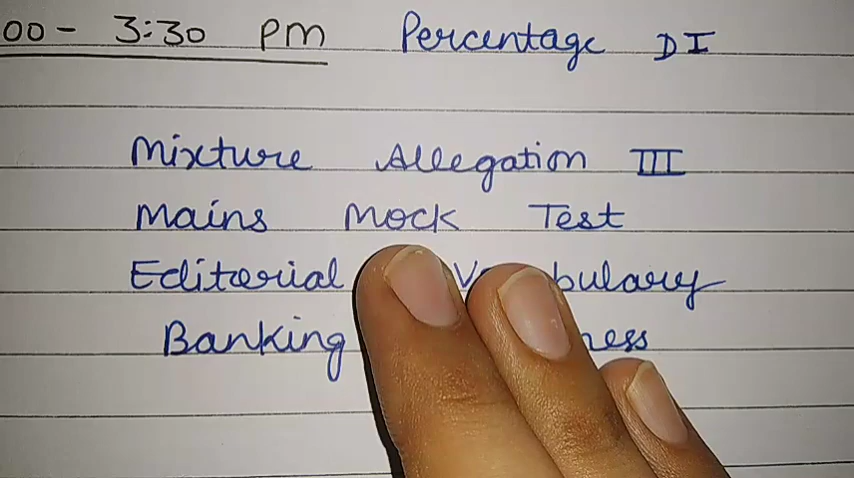 00 - 3:30 PM Percentage DI
Mixture Allegation III
Mains Mock Test
Editorial
Banking